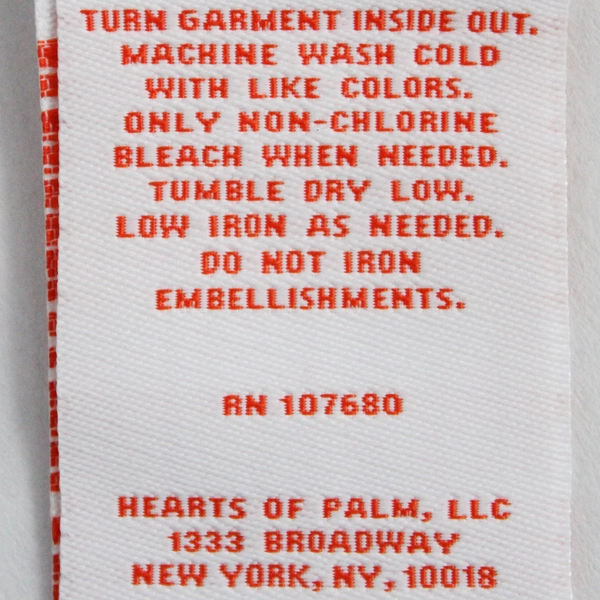 TURN GARMENT INSIDE OUT.
MACHINE WASH COLD
WITH LIKE COLORS.
ONLY NON-CHLORINE
BLEACH WHEN NEEDED.
TUMBLE DRY LOW.
LOW IRON AS NEEDED.
DO NOT IRON
EMBELLISHMENTS.
RN 107680
HEARTS OF PALM, LLC
1333 BROADWAY
NEW YORK, NY, 10018